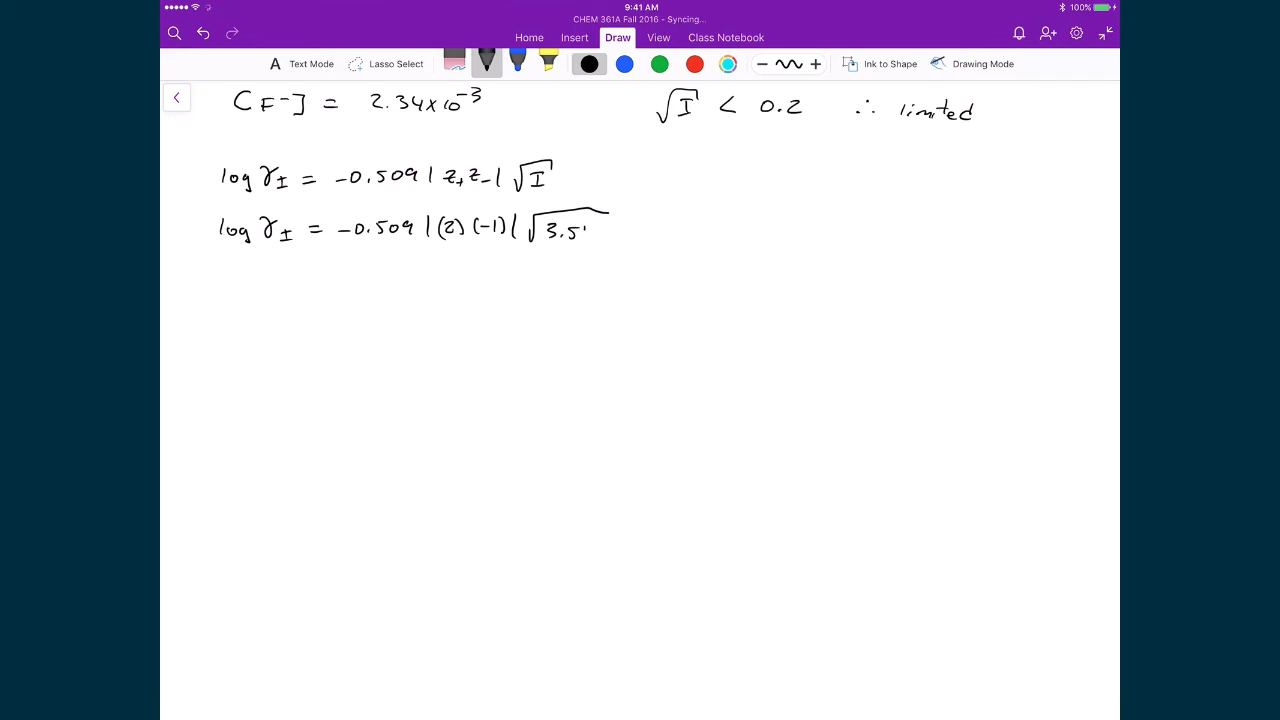 9:41 AM
100%
CHEM 361A Fall 2016 - Syncing...
Home Insert Draw View Class Notebook
A Text Mode Lasso Select Ink to Shape Drawing Mode
[F-] = 2.34x10^-3 √I < 0.2 ∴ limited
log γ± = -0.509 | z+z-| √I
log γ± = -0.509 |(2)(-1)| √3.5